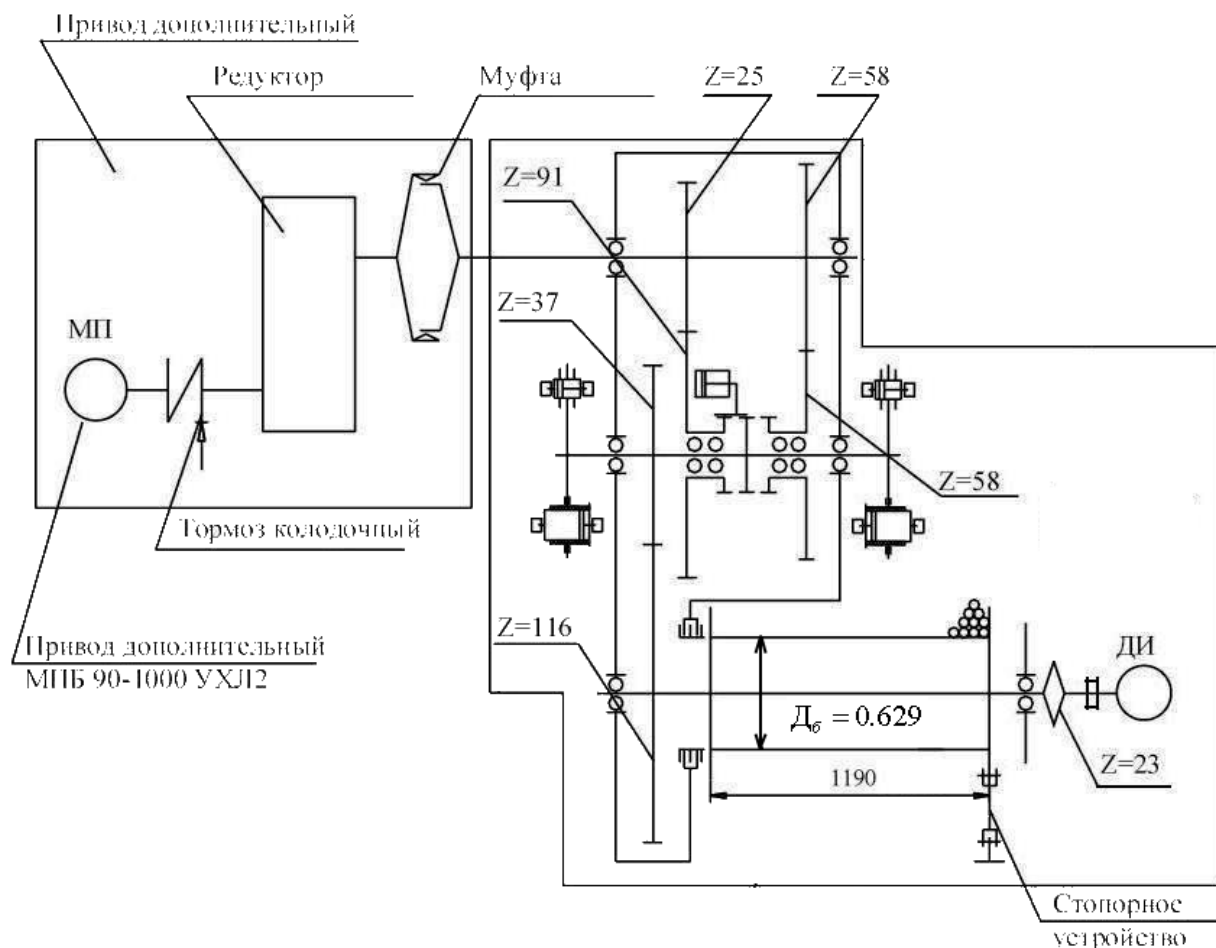 Привод дополнительный
Редуктор
Муфта
Z=25
Z=58
Z=91
Z=37
МП
Z=58
Тормоз колодочный
Z=116
Привод дополнительный
МПБ 90-1000 УХЛ2
ДИ
Дб = 0.629
Z=23
1190
Стопорное
устройство